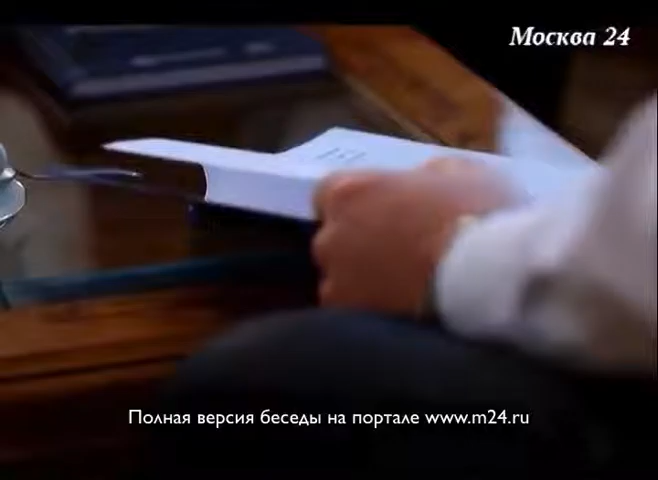 Москва 24
Полная версия беседы на портале www.m24.ru